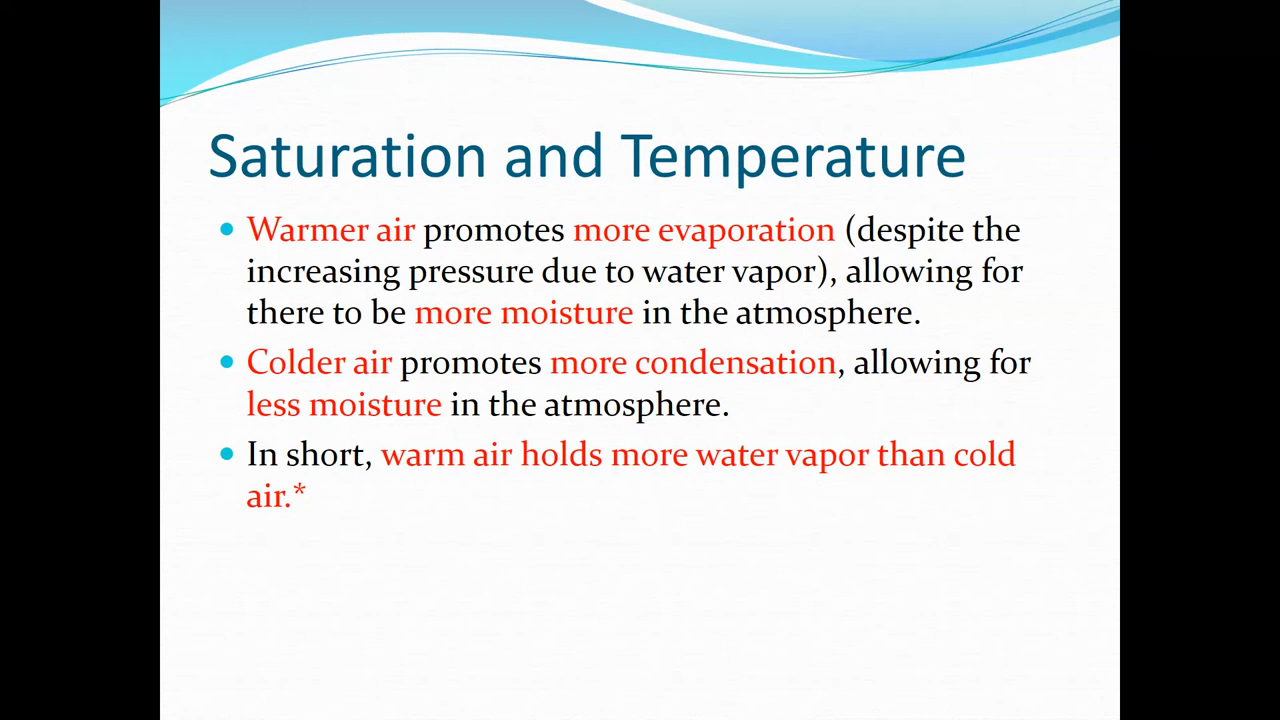 Saturation and Temperature
Warmer air promotes more evaporation (despite the
increasing pressure due to water vapor), allowing for
there to be more moisture in the atmosphere.
Colder air promotes more condensation, allowing for
less moisture in the atmosphere.
In short, warm air holds more water vapor than cold
air.*